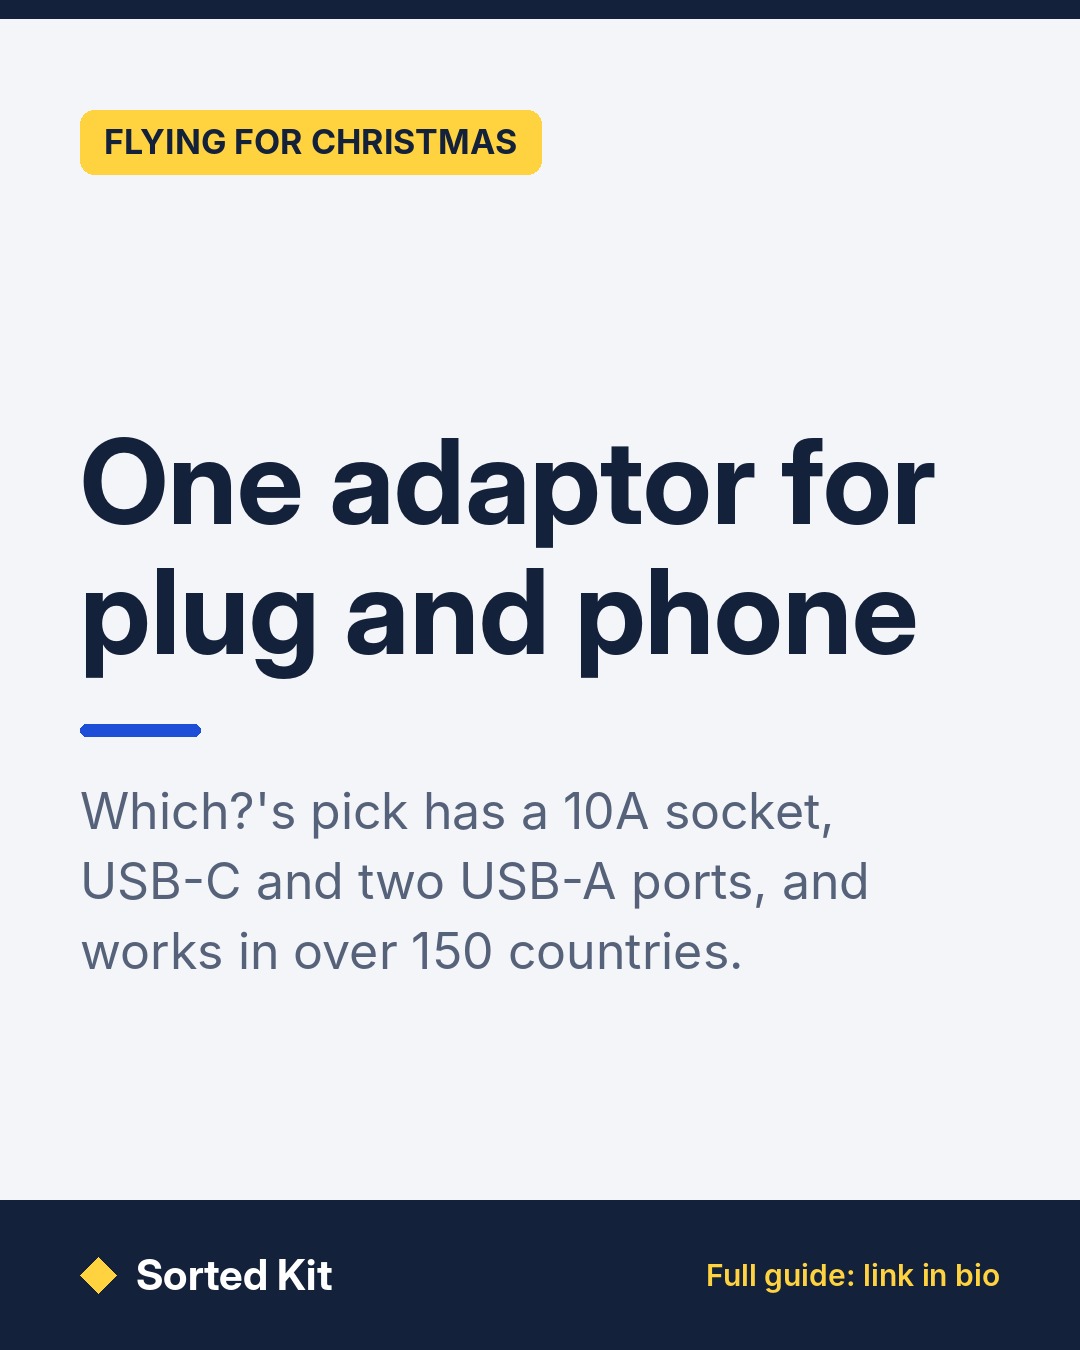 FLYING FOR CHRISTMAS
One adaptor for
plug and phone
Which?'s pick has a 10A socket,
USB-C and two USB-A ports, and
works in over 150 countries.
Sorted Kit
Full guide: link in bio